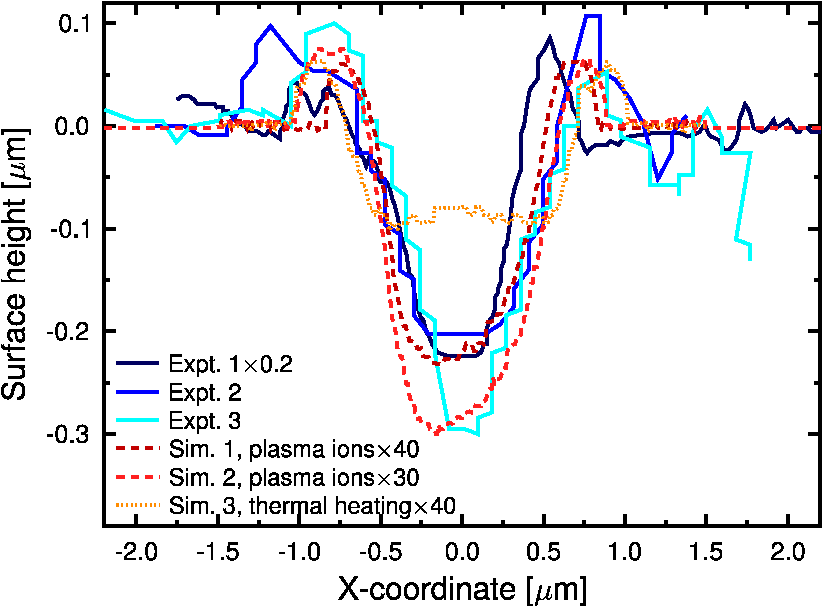 0.1
0.0
-0.1
-0.2
-0.3
Surface height [μm]
Expt. 1×0.2
Expt. 2
Expt. 3
Sim. 1, plasma ions×40
Sim. 2, plasma ions×30
Sim. 3, thermal heating×40
-2.0 -1.5 -1.0 -0.5 0.0 0.5 1.0 1.5 2.0
X-coordinate [μm]